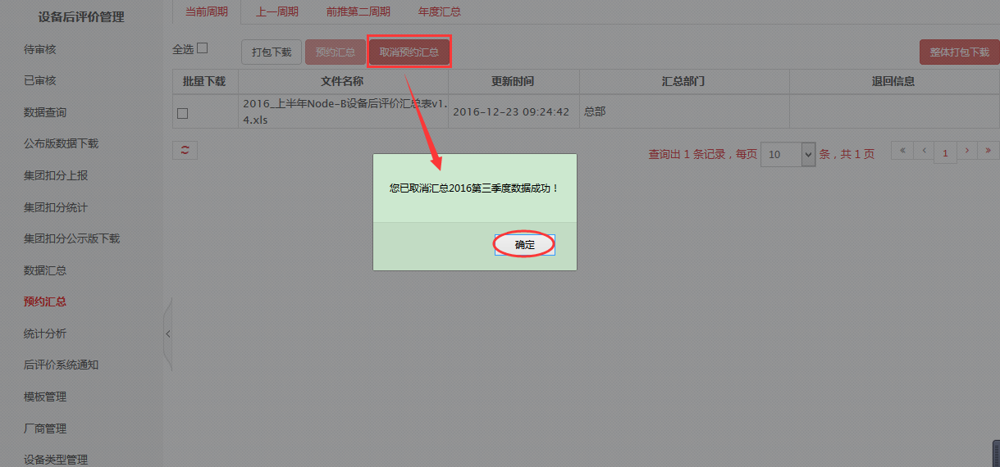 设备后评价管理
待审核
已审核
数据查询
公布版数据下载
集团扣分上报
集团扣分统计
集团扣分公示版下载
数据汇总
预约汇总
统计分析
后评价系统通知
模板管理
厂商管理
设备类型管理
当前周期 上一周期 前推第二周期 年度汇总
全选 打包下载 预约汇总 取消预约汇总 整体打包下载
批量下载 文件名称 更新时间 汇总部门 退回信息
2016_上半年Node-B设备后评价汇总表v1.
4.xls
2016-12-23 09:24:42 总部
查询出 1 条记录，每页 10 条，共 1 页 « ‹ 1 › »
您已取消汇总2016第三季度数据成功！
确定